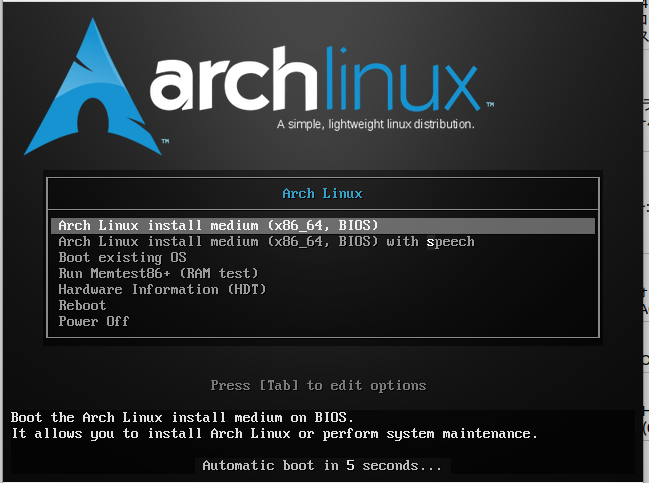 archlinux™
A simple, lightweight linux distribution.
™
Arch Linux
Arch Linux install medium (x86_64, BIOS)
Arch Linux install medium (x86_64, BIOS) with speech
Boot existing OS
Run Memtest86+ (RAM test)
Hardware Information (HDT)
Reboot
Power Off
Press [Tab] to edit options
Boot the Arch Linux install medium on BIOS.
It allows you to install Arch Linux or perform system maintenance.
Automatic boot in 5 seconds...